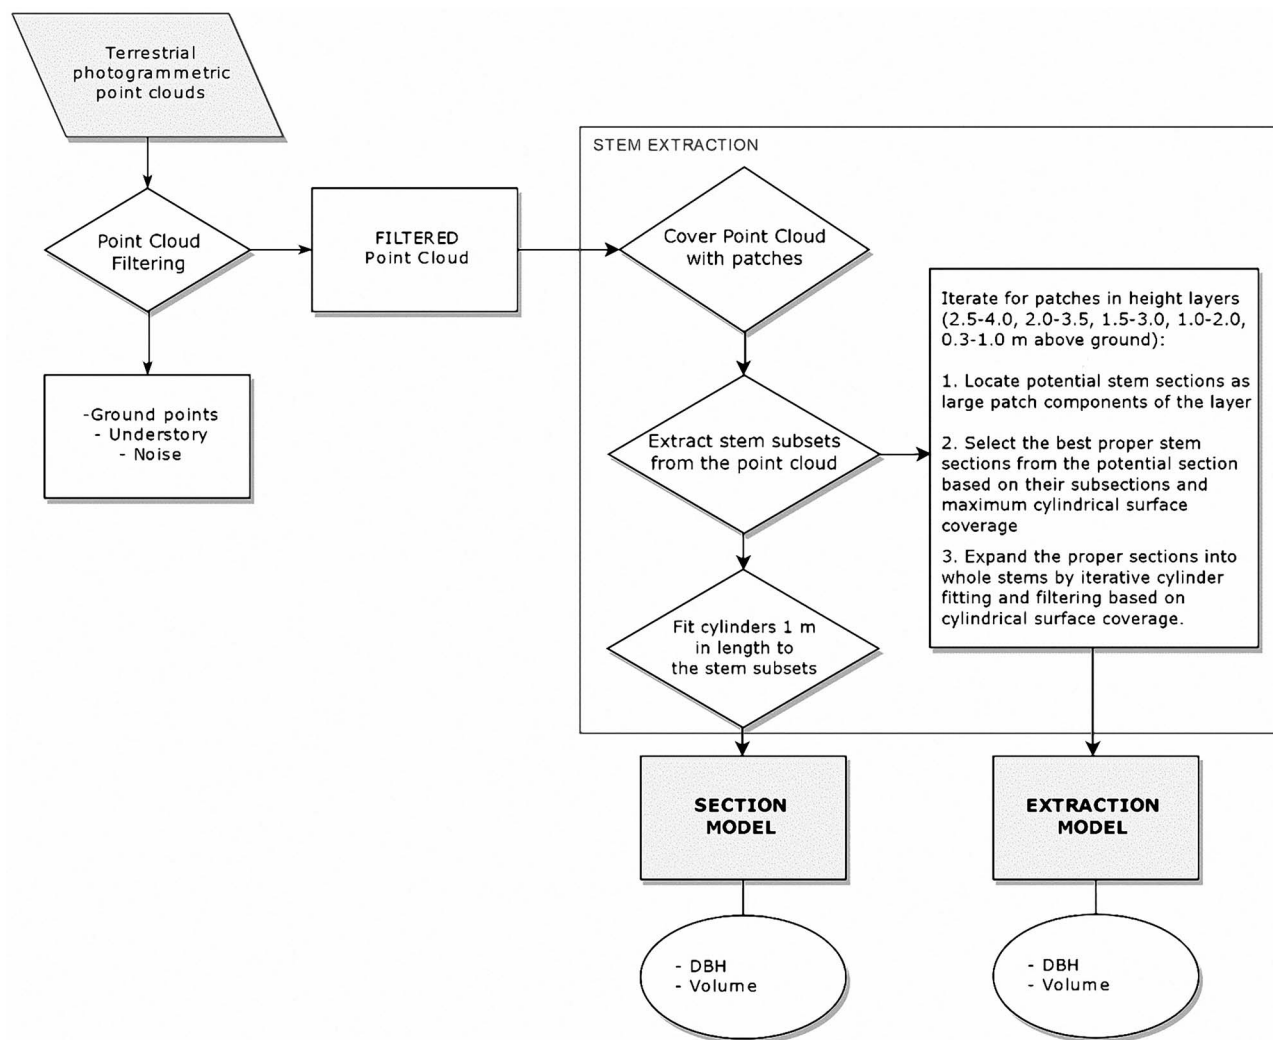 Terrestrial
photogrammetric
point clouds
Point Cloud
Filtering
-Ground points
- Understory
- Noise
FILTERED
Point Cloud
STEM EXTRACTION
Cover Point Cloud
with patches
Extract stem subsets
from the point cloud
Fit cylinders 1 m
in length to
the stem subsets
Iterate for patches in height layers
(2.5-4.0, 2.0-3.5, 1.5-3.0, 1.0-2.0,
0.3-1.0 m above ground):
1. Locate potential stem sections as
large patch components of the layer
2. Select the best proper stem
sections from the potential section
based on their subsections and
maximum cylindrical surface
coverage
3. Expand the proper sections into
whole stems by iterative cylinder
fitting and filtering based on
cylindrical surface coverage.
SECTION
MODEL
EXTRACTION
MODEL
- DBH
- Volume
- DBH
- Volume